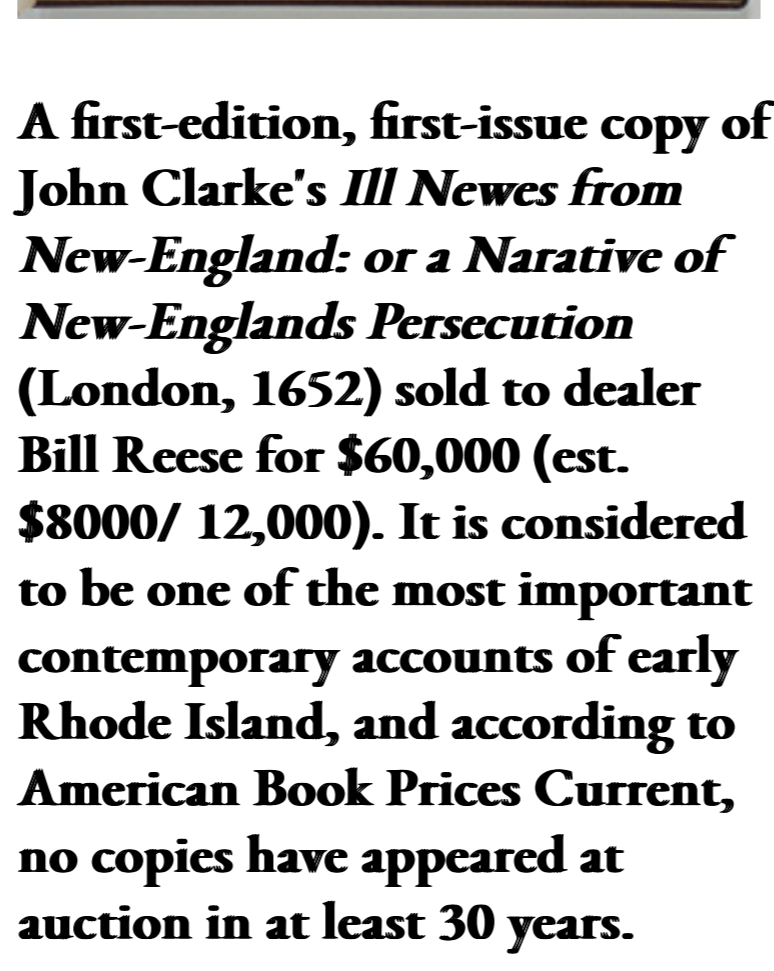 A first-edition, first-issue copy of
John Clarke's Ill Newes from
New-England: or a Narative of
New-Englands Persecution
(London, 1652) sold to dealer
Bill Reese for $60,000 (est.
$8000/ 12,000). It is considered
to be one of the most important
contemporary accounts of early
Rhode Island, and according to
American Book Prices Current,
no copies have appeared at
auction in at least 30 years.